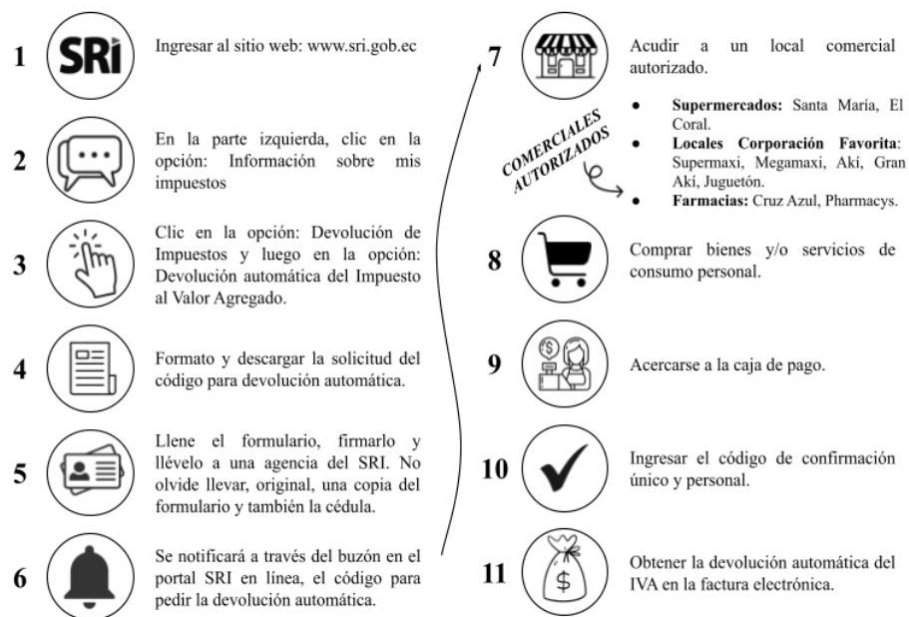 1
SRi
Ingresar al sitio web: www.sri.gob.ec
2
En la parte izquierda, clic en la
opción: Información sobre mis
impuestos
3
Clic en la opción: Devolución de
Impuestos y luego en la opción:
Devolución automática del Impuesto
al Valor Agregado.
4
Formato y descargar la solicitud del
código para devolución automática.
5
Llene el formulario, firmarlo y
llévelo a una agencia del SRI. No
olvide llevar, original, una copia del
formulario y también la cédula.
6
Se notificará a través del buzón en el
portal SRI en línea, el código para
pedir la devolución automática.
7
Acudir a un local comercial
autorizado.
COMERCIALES
AUTORIZADOS
● Supermercados: Santa María, El
Coral.
● Locales Corporación Favorita:
Supermaxi, Megamaxi, Akí, Gran
Akí, Juguetón.
● Farmacias: Cruz Azul, Pharmacys.
8
Comprar bienes y/o servicios de
consumo personal.
9
$
Acercarse a la caja de pago.
10
Ingresar el código de confirmación
único y personal.
11
$
Obtener la devolución automática del
IVA en la factura electrónica.